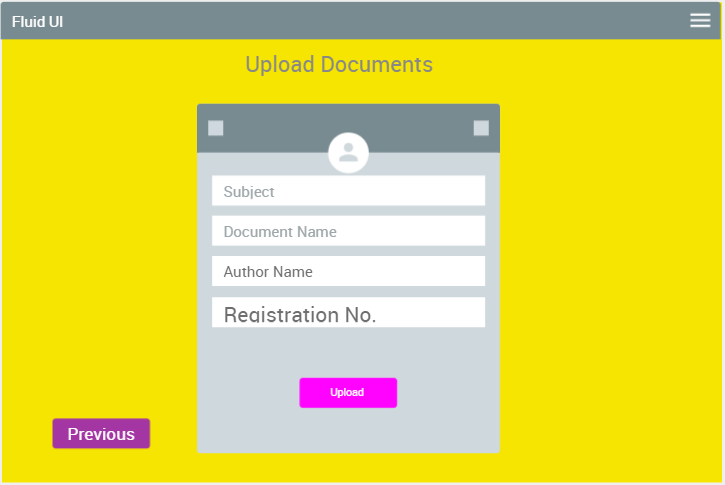 Fluid UI
Upload Documents
Subject
Document Name
Author Name
Registration No.
Upload
Previous